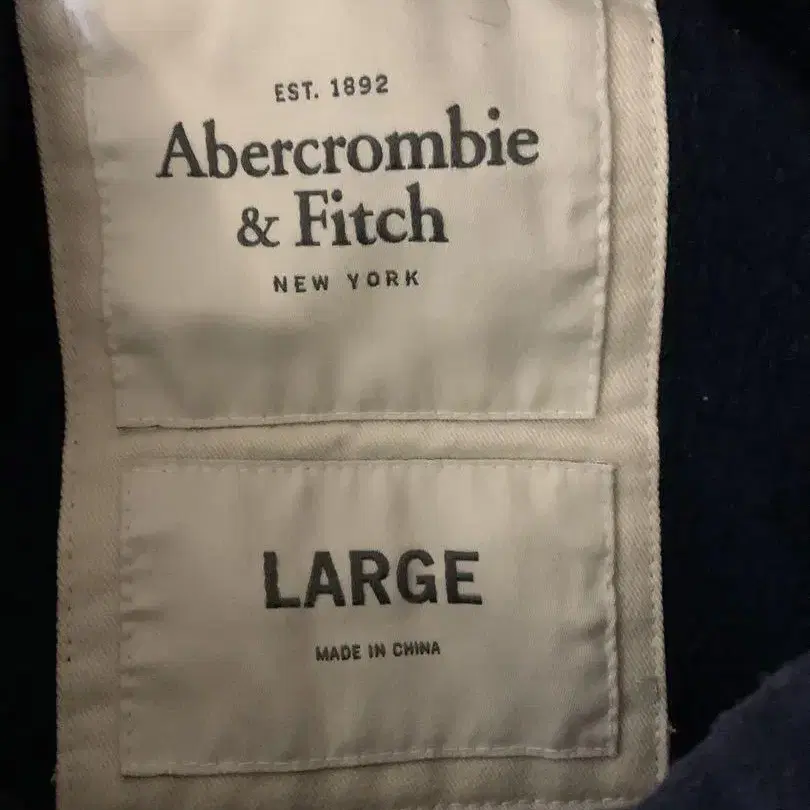 EST. 1892
Abercrombie
& Fitch
NEW YORK
LARGE
MADE IN CHINA